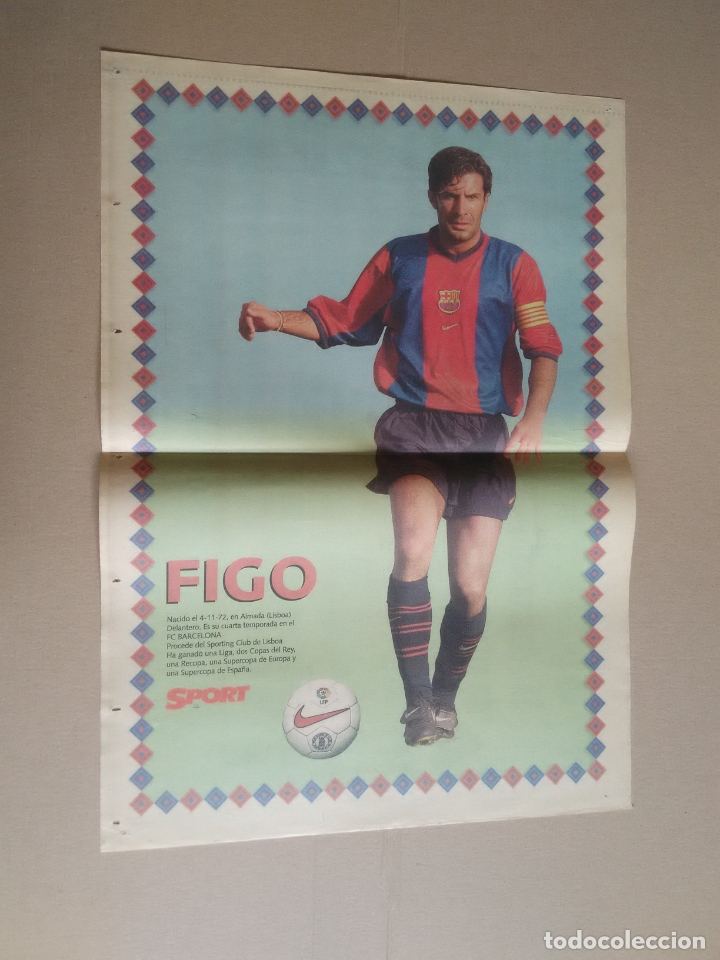 FIGO
Nacido el 4-11-72, en Almada (Lisboa)
Delantero. Es su cuarta temporada en el
FC BARCELONA
Procede del Sporting Club de Lisboa
Ha ganado una Liga, dos Copas del Rey,
una Recopa, una Supercopa de Europa y
una Supercopa de España.
SPORT
LFP
todocoleccion.net